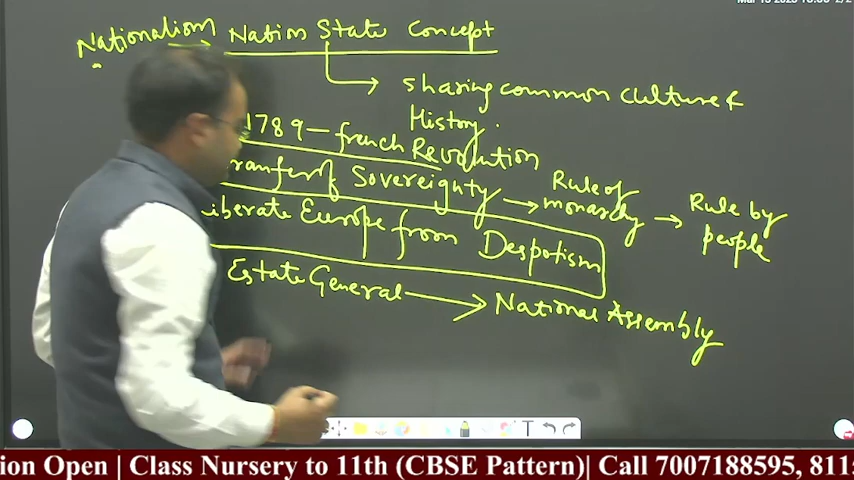 Nationalism → Nation State Concept
sharing common culture &
History.
1789 – french Revolution
ranfer of Sovereignty → Rule of monarchy → Rule by people
iberate Europe from Despotism
Estate General → National Assembly
T
ion Open | Class Nursery to 11th (CBSE Pattern)| Call 7007188595, 811